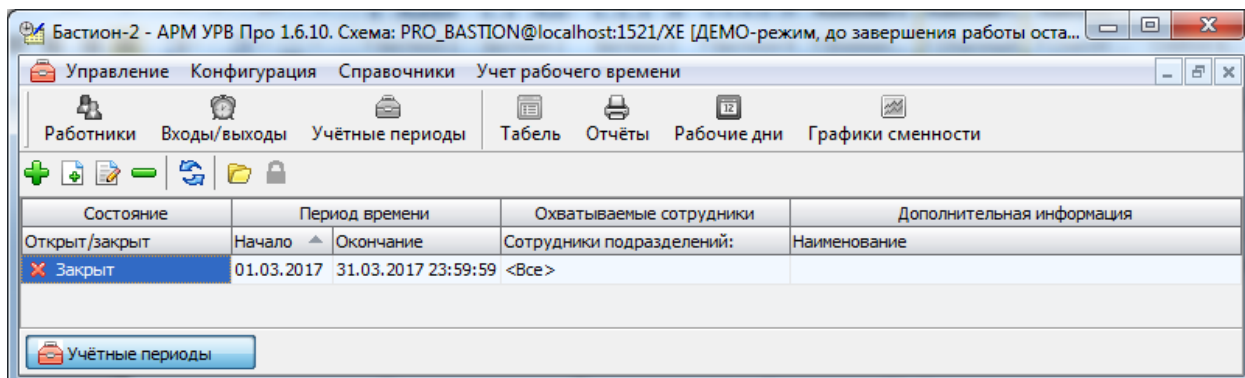 Бастион-2 - АРМ УРВ Про 1.6.10. Схема: PRO_BASTION@localhost:1521/XE [ДЕМО-режим, до завершения работы оста...
Управление Конфигурация Справочники Учет рабочего времени
Работники Входы/выходы Учётные периоды Табель Отчёты Рабочие дни Графики сменности
Состояние Период времени Охватываемые сотрудники Дополнительная информация
Открыт/закрыт Начало Окончание Сотрудники подразделений: Наименование
Закрыт 01.03.2017 31.03.2017 23:59:59 <Все>
Учётные периоды